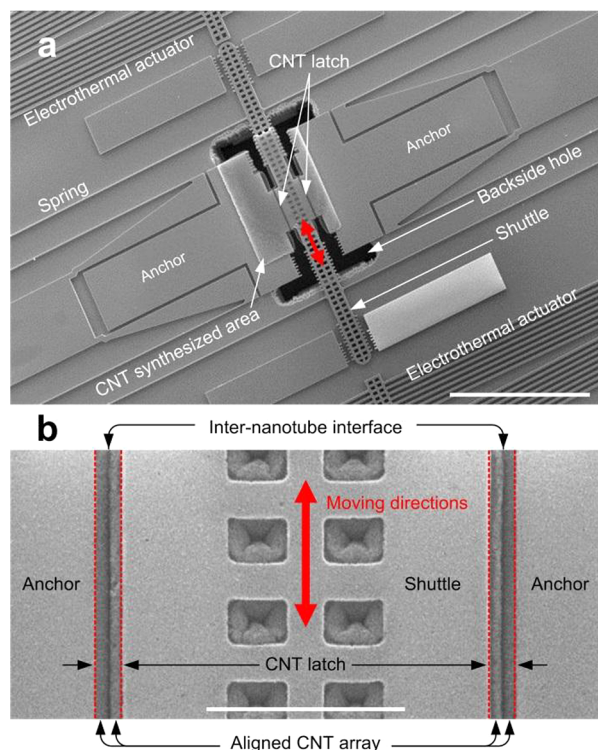 a
Electrothermal actuator
CNT latch
Spring
Anchor
Backside hole
Shuttle
Anchor
CNT synthesized area
Electrothermal actuator
b
Inter-nanotube interface
Moving directions
Anchor
Shuttle
Anchor
CNT latch
Aligned CNT array